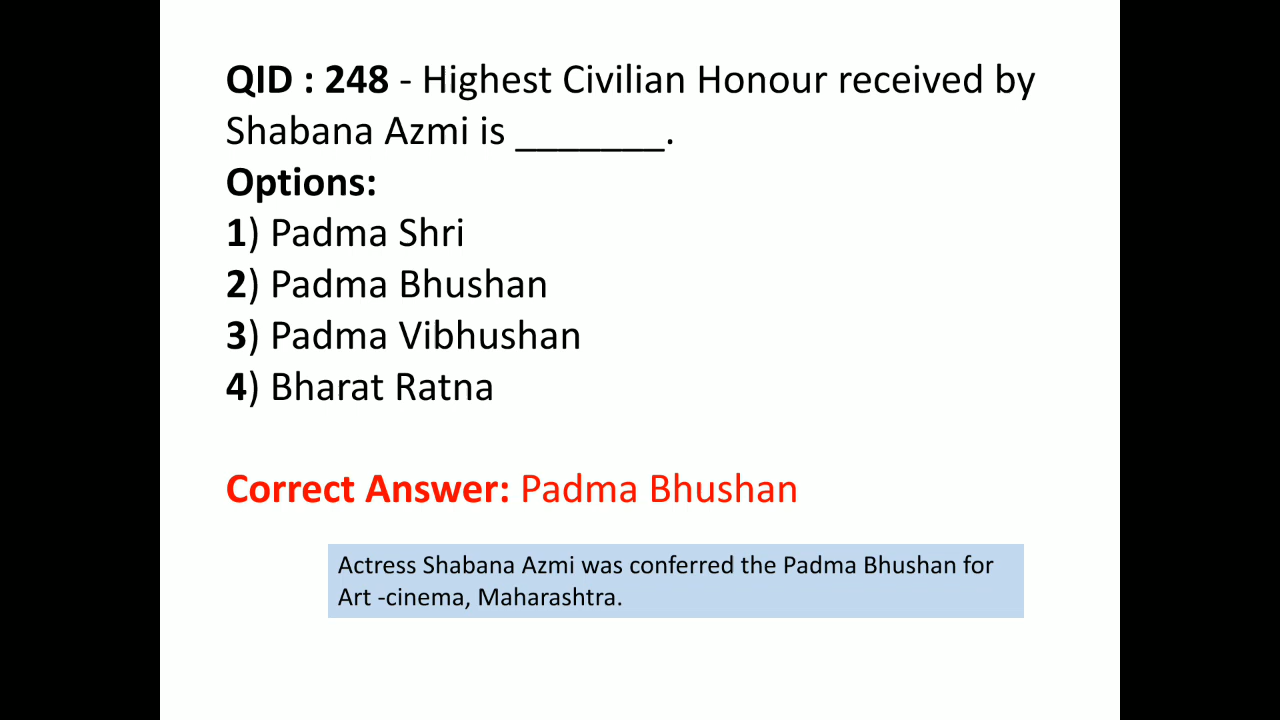 QID : 248 - Highest Civilian Honour received by
Shabana Azmi is _______.
Options:
1) Padma Shri
2) Padma Bhushan
3) Padma Vibhushan
4) Bharat Ratna
Correct Answer: Padma Bhushan
Actress Shabana Azmi was conferred the Padma Bhushan for
Art -cinema, Maharashtra.